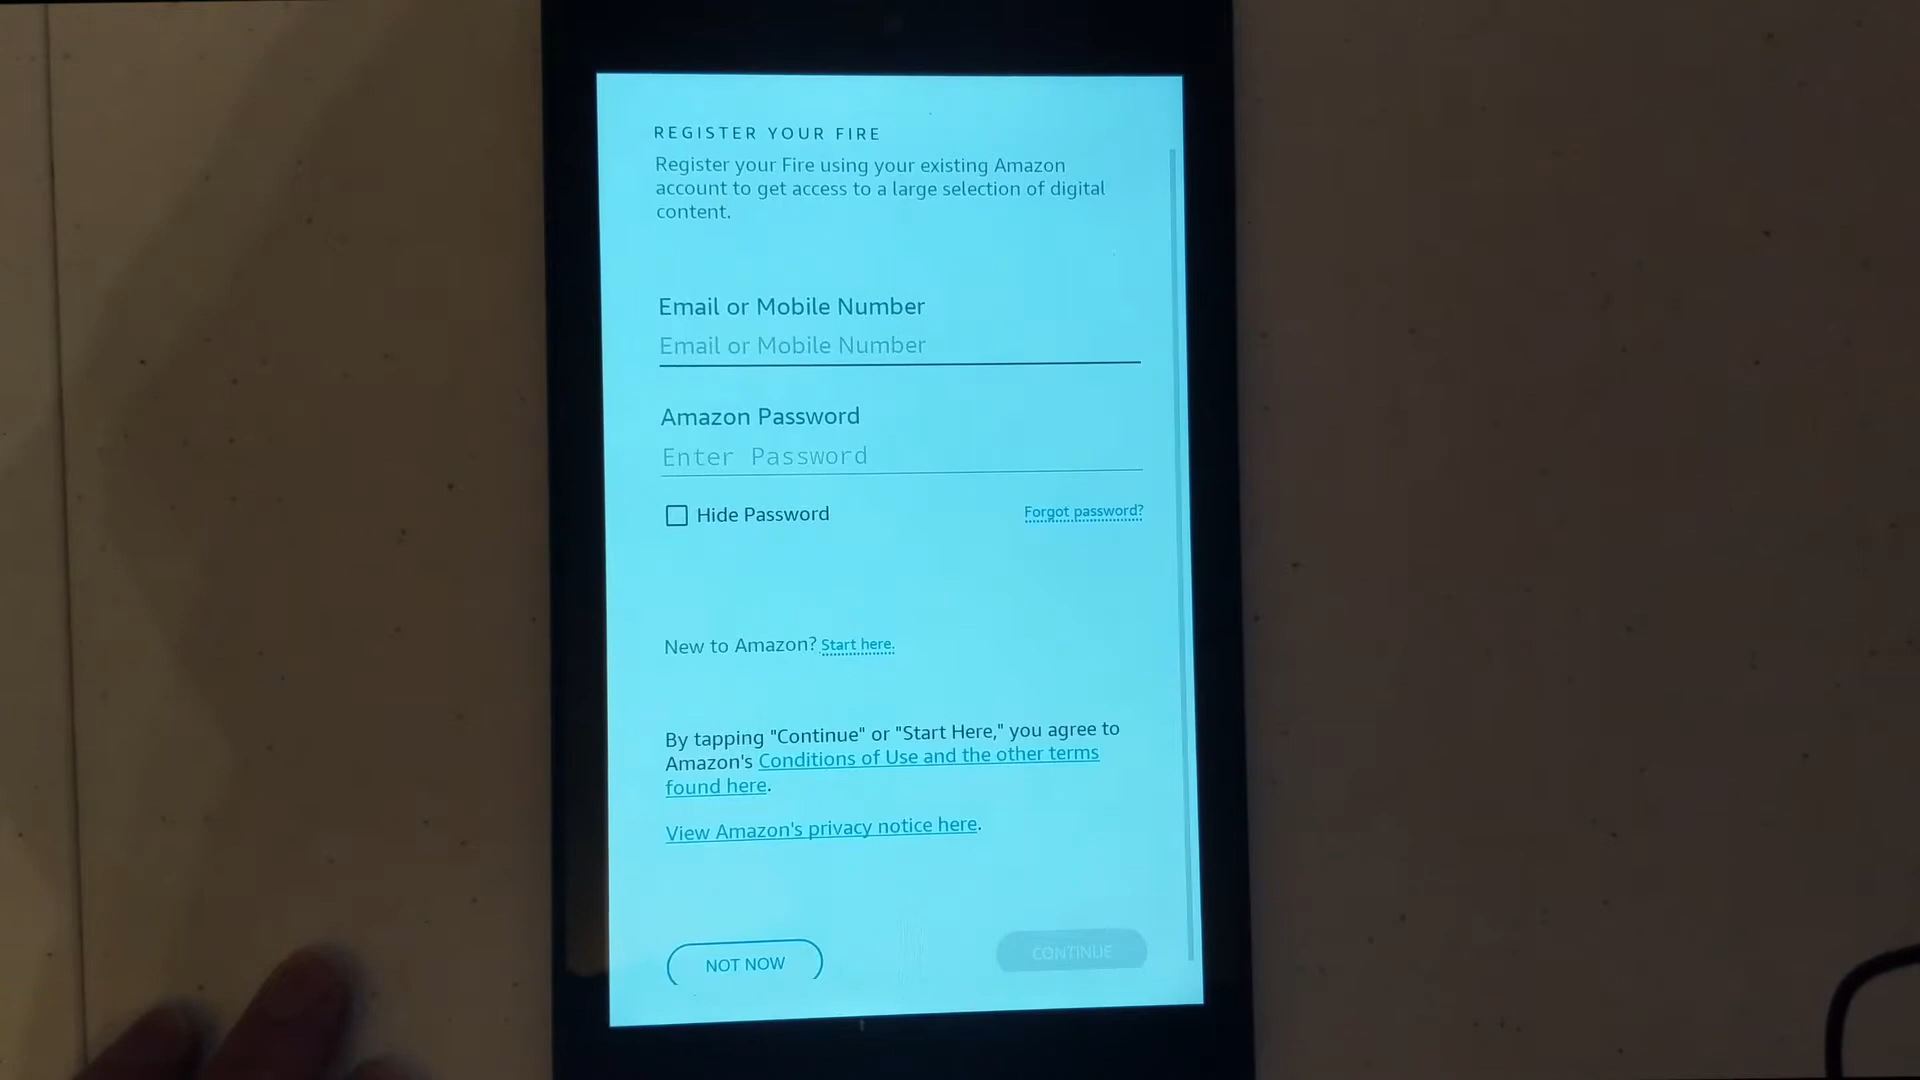 REGISTER YOUR FIRE
Register your Fire using your existing Amazon
account to get access to a large selection of digital
content.
Email or Mobile Number
Email or Mobile Number
Amazon Password
Enter Password
Hide Password
Forgot password?
New to Amazon? Start here.
By tapping "Continue" or "Start Here," you agree to
Amazon's Conditions of Use and the other terms
found here.
View Amazon's privacy notice here.
NOT NOW
CONTINUE